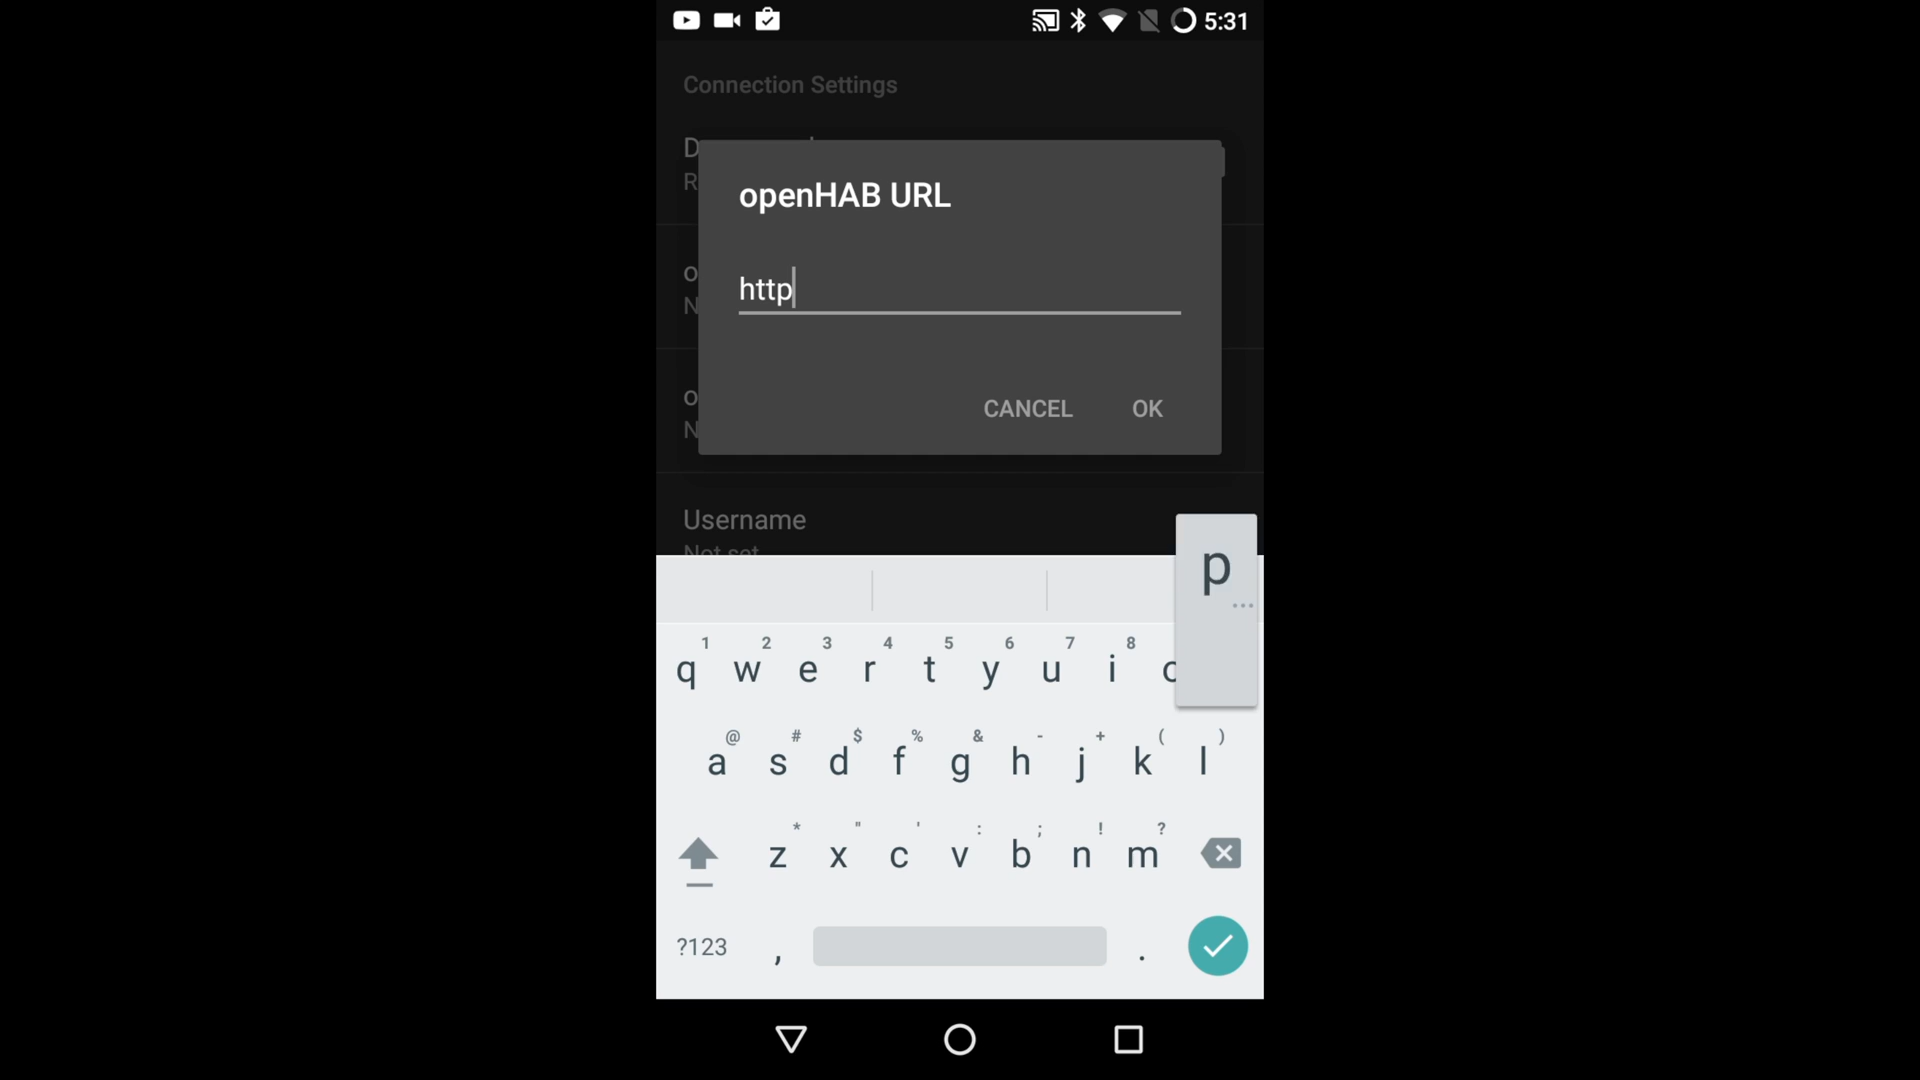 5:31
Connection Settings
openHAB URL
http
CANCEL OK
Username
Not set
p
...
1 2 3 4 5 6 7 8
q w e r t y u i
@ # $ % & - + ( )
a s d f g h j k l
* " ' : ; ! ?
z x c v b n m
?123 , .